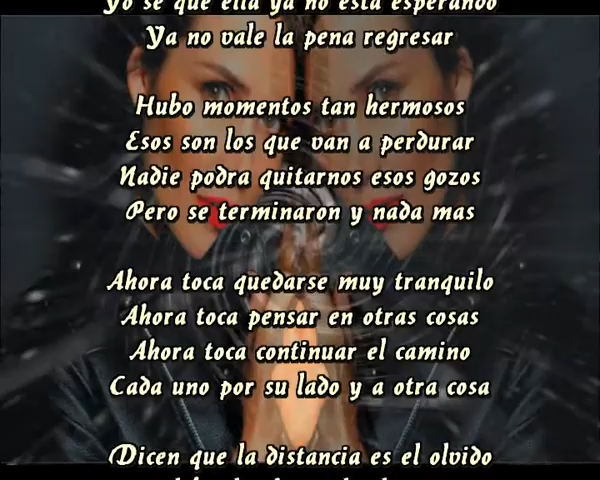 Yo se que ella ya no esta esperando
Ya no vale la pena regresar
Hubo momentos tan hermosos
Esos son los que van a perdurar
Nadie podra quitarnos esos gozos
Pero se terminaron y nada mas
Ahora toca quedarse muy tranquilo
Ahora toca pensar en otras cosas
Ahora toca continuar el camino
Cada uno por su lado y a otra cosa
Dicen que la distancia es el olvido